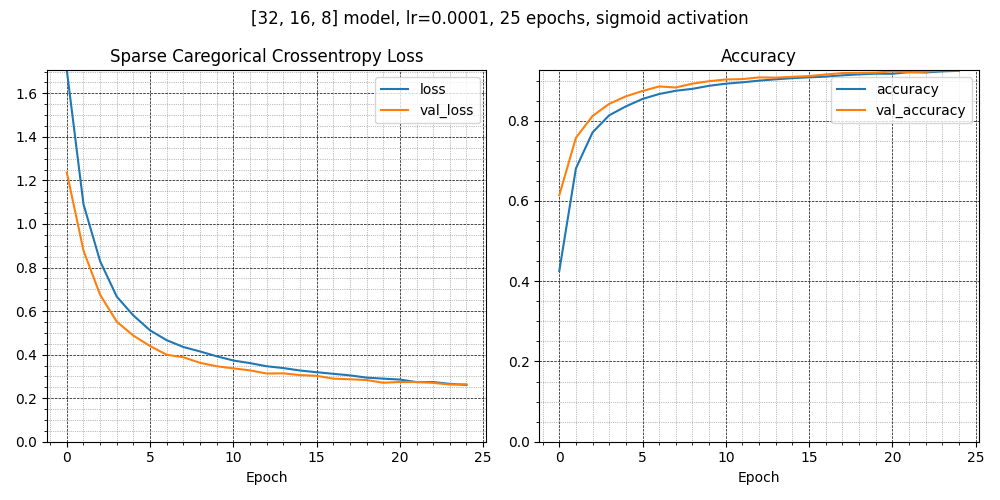 [32, 16, 8] model, lr=0.0001, 25 epochs, sigmoid activation
Sparse Caregorical Crossentropy Loss
loss
val_loss
1.6
1.4
1.2
1.0
0.8
0.6
0.4
0.2
0.0
0
5
10
15
20
25
Epoch
Accuracy
accuracy
val_accuracy
0.8
0.6
0.4
0.2
0.0
0
5
10
15
20
25
Epoch